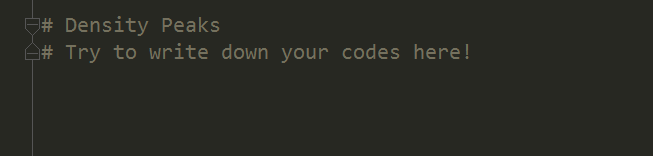 # Density Peaks
# Try to write down your codes here!